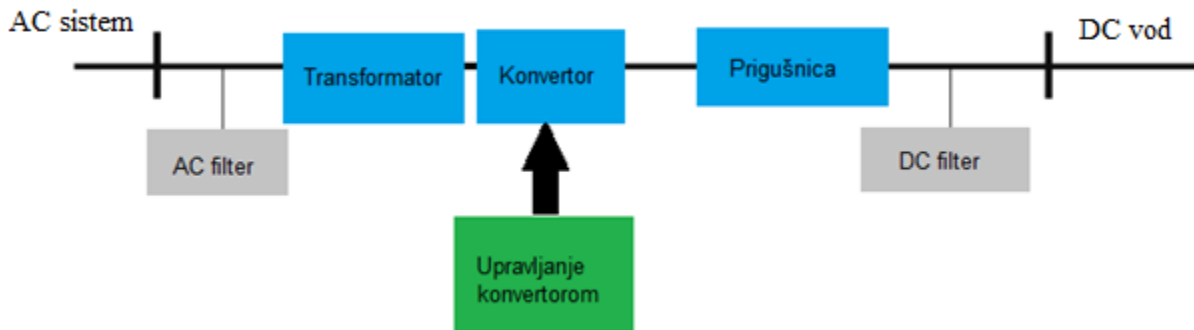 AC sistem
DC vod
Transformator
Konvertor
Prigušnica
AC filter
DC filter
Upravljanje
konvertorom